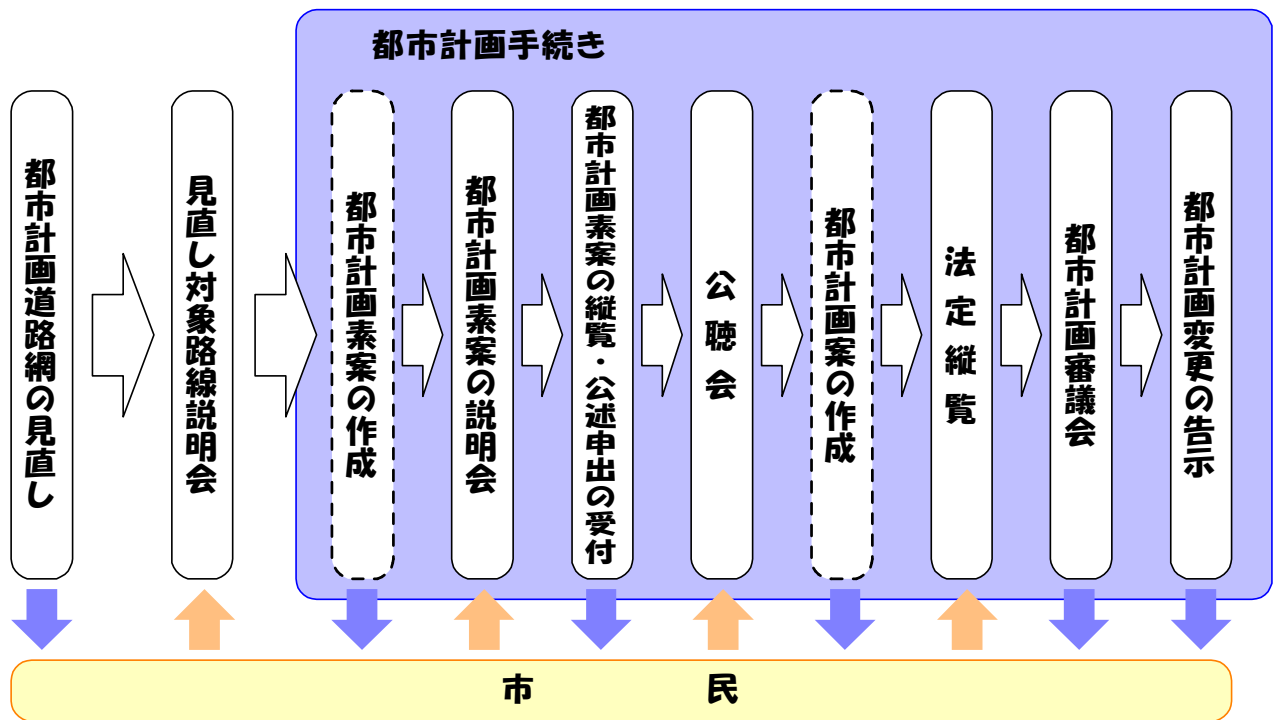 都市計画手続き
都市計画道路網の見直し
見直し対象路線説明会
都市計画素案の作成
都市計画素案の説明会
都市計画素案の縦覧・公述申出の受付
公聴会
都市計画案の作成
法定縦覧
都市計画審議会
都市計画変更の告示
市民